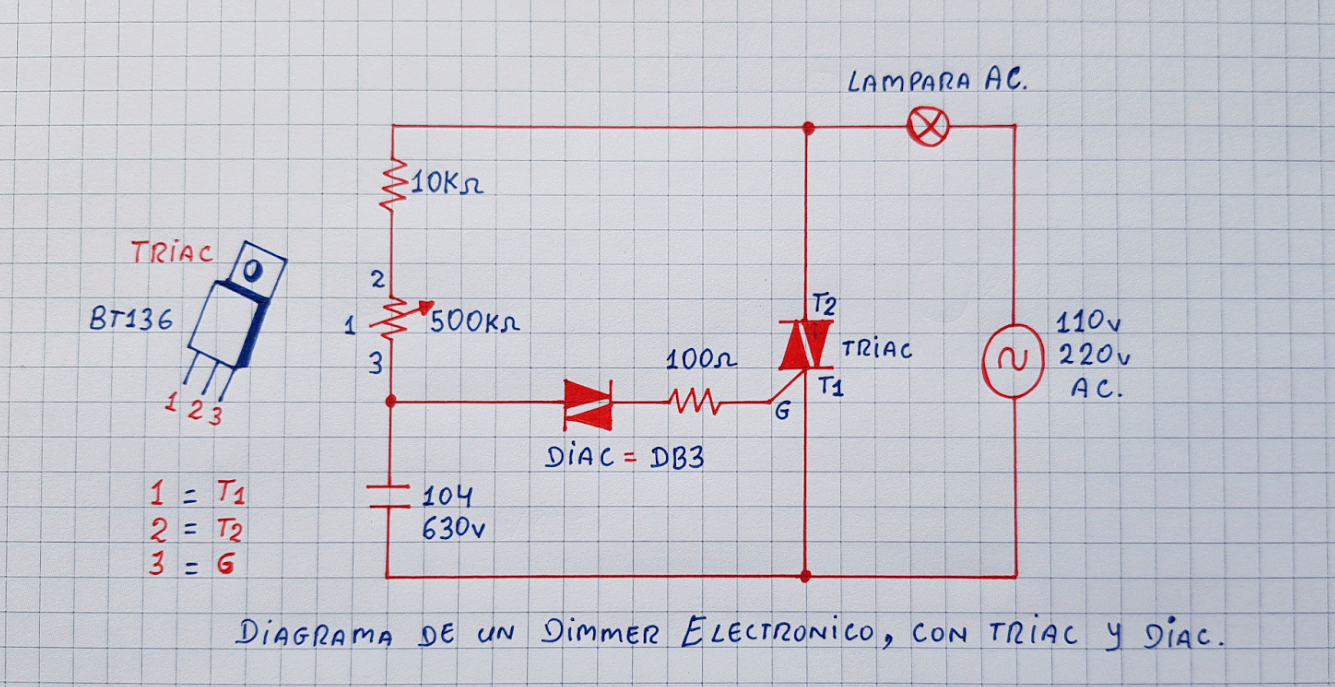 LAMPARA AC.
10KΩ
TRiAC
BT136
1 2 3
2
1
500KΩ
3
100Ω
T2
TRiAC
T1
G
110v
220v
AC.
DiAC = DB3
104
630v
1 = T1
2 = T2
3 = G
DiAGRAMA DE UN DiMMER ELECTRONiCO, CON TRiAC y DiAC.